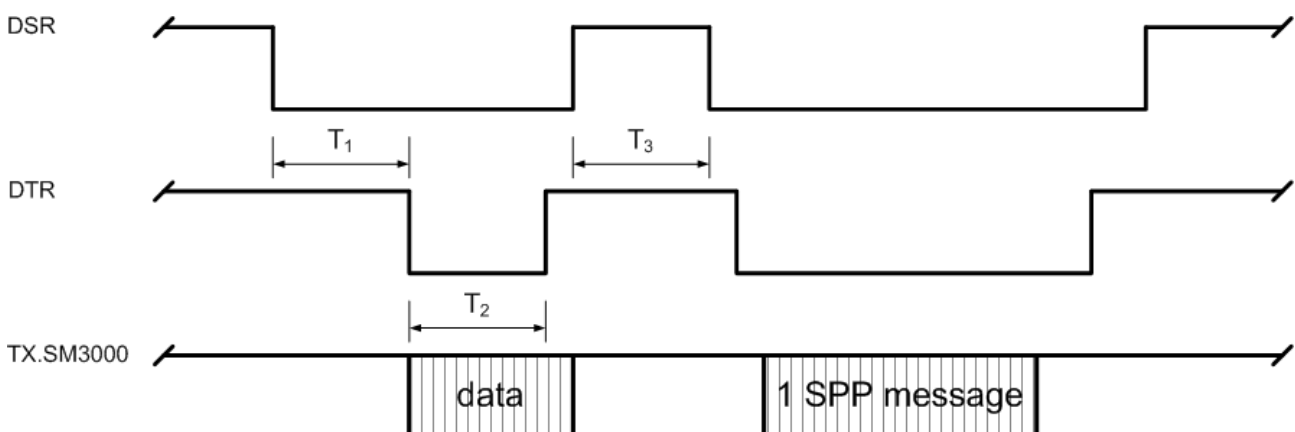 DSR
T₁
T₃
DTR
T₂
TX.SM3000
data
1 SPP message